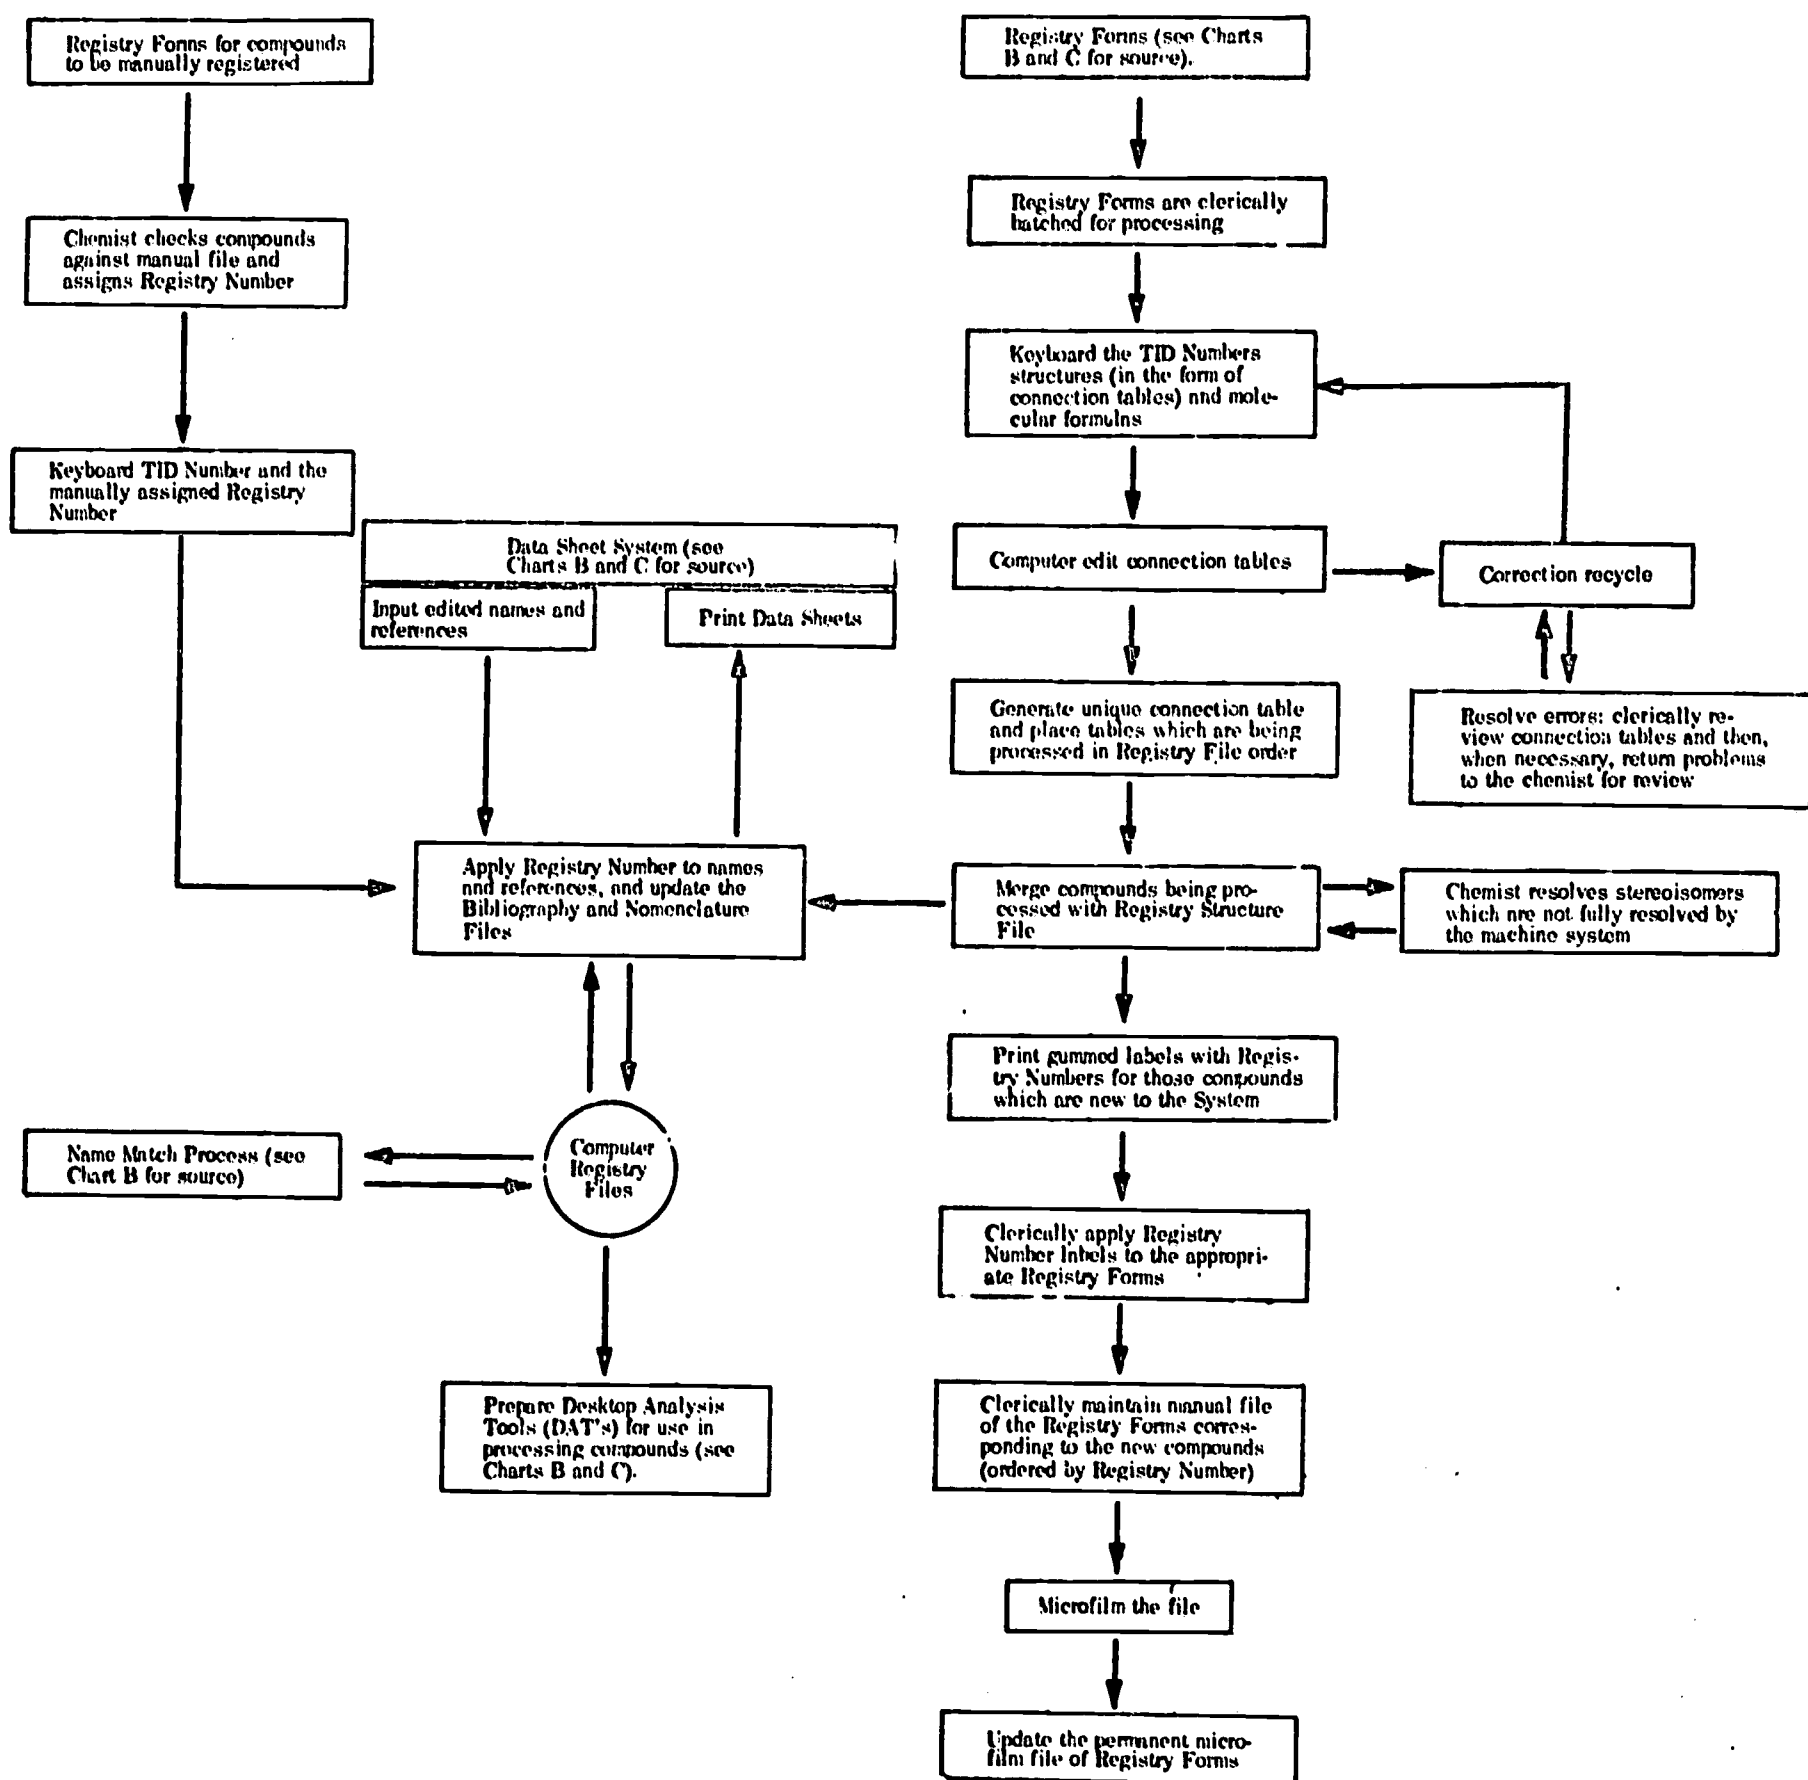 Registry Forms for compounds
to be manually registered
Chemist checks compounds
against manual file and
assigns Registry Number
Keyboard TID Number and the
manually assigned Registry
Number
Data Sheet System (see
Charts B and C for source)
Input edited names and
references
Print Data Sheets
Apply Registry Number to names
and references, and update the
Bibliography and Nomenclature
Files
Name Match Process (see
Chart B for source)
Computer
Registry
Files
Prepare Desktop Analysis
Tools (DAT's) for use in
processing compounds (see
Charts B and C).
Registry Forms (see Charts
B and C for source).
Registry Forms are clerically
batched for processing
Keyboard the TID Numbers
structures (in the form of
connection tables) and mole-
cular formulas
Computer edit connection tables
Correction recycle
Generate unique connection table
and place tables which are being
processed in Registry File order
Resolve errors: clerically re-
view connection tables and then,
when necessary, return problems
to the chemist for review
Merge compounds being pro-
cessed with Registry Structure
File
Chemist resolves stereoisomers
which are not fully resolved by
the machine system
Print gummed labels with Regis-
try Numbers for those compounds
which are new to the System
Clerically apply Registry
Number labels to the appropri-
ate Registry Forms
Clerically maintain manual file
of the Registry Forms corres-
ponding to the new compounds
(ordered by Registry Number)
Microfilm the file
Update the permanent micro-
film file of Registry Forms